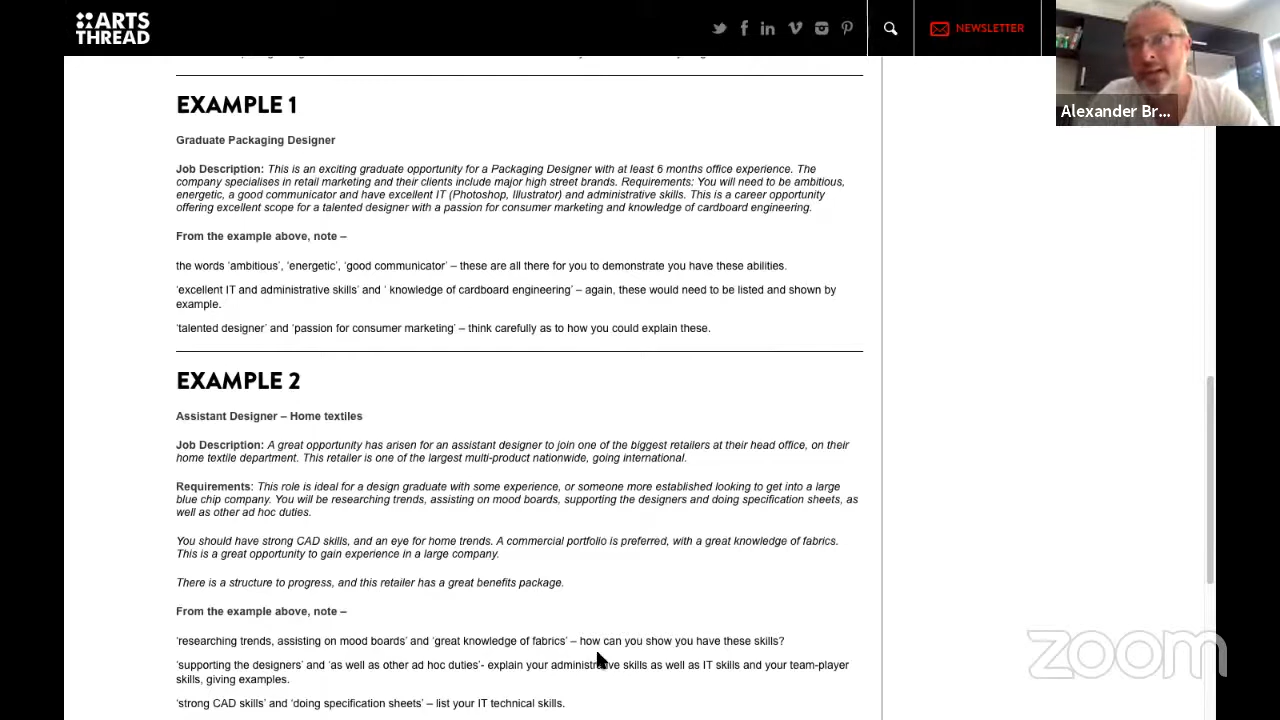 ARTS
THREAD
NEWSLETTER
Alexander Br...
EXAMPLE 1
Graduate Packaging Designer
Job Description: This is an exciting graduate opportunity for a Packaging Designer with at least 6 months office experience. The
company specialises in retail marketing and their clients include major high street brands. Requirements: You will need to be ambitious,
energetic, a good communicator and have excellent IT (Photoshop, Illustrator) and administrative skills. This is a career opportunity
offering excellent scope for a talented designer with a passion for consumer marketing and knowledge of cardboard engineering.
From the example above, note –
the words ‘ambitious’, ‘energetic’, ‘good communicator’ – these are all there for you to demonstrate you have these abilities.
‘excellent IT and administrative skills’ and ‘ knowledge of cardboard engineering’ – again, these would need to be listed and shown by
example.
‘talented designer’ and ‘passion for consumer marketing’ – think carefully as to how you could explain these.
EXAMPLE 2
Assistant Designer – Home textiles
Job Description: A great opportunity has arisen for an assistant designer to join one of the biggest retailers at their head office, on their
home textile department. This retailer is one of the largest multi-product nationwide, going international.
Requirements: This role is ideal for a design graduate with some experience, or someone more established looking to get into a large
blue chip company. You will be researching trends, assisting on mood boards, supporting the designers and doing specification sheets, as
well as other ad hoc duties.
You should have strong CAD skills, and an eye for home trends. A commercial portfolio is preferred, with a great knowledge of fabrics.
This is a great opportunity to gain experience in a large company.
There is a structure to progress, and this retailer has a great benefits package.
From the example above, note –
‘researching trends, assisting on mood boards’ and ‘great knowledge of fabrics’ – how can you show you have these skills?
‘supporting the designers’ and ‘as well as other ad hoc duties’- explain your administrative skills as well as IT skills and your team-player
skills, giving examples.
‘strong CAD skills’ and ‘doing specification sheets’ – list your IT technical skills.
zoom